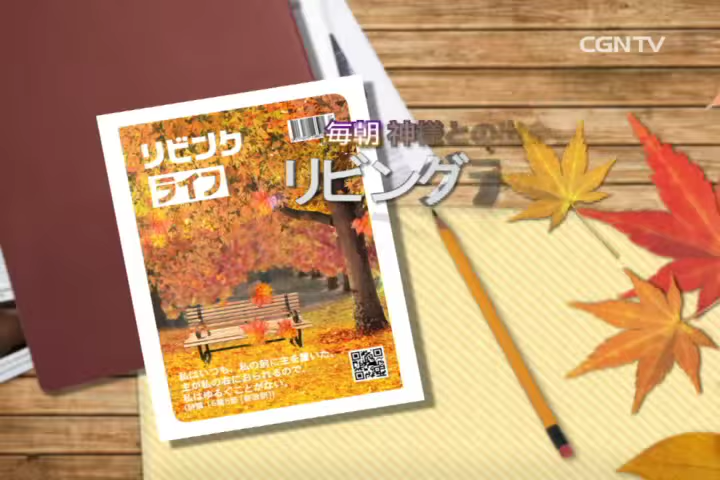 CGNTV
毎朝 神様との出
リビングラ
リビング
ライフ
私はいつも、私の前に主を置いた。
主が私の右におられるので、
私はゆるぐことがない。